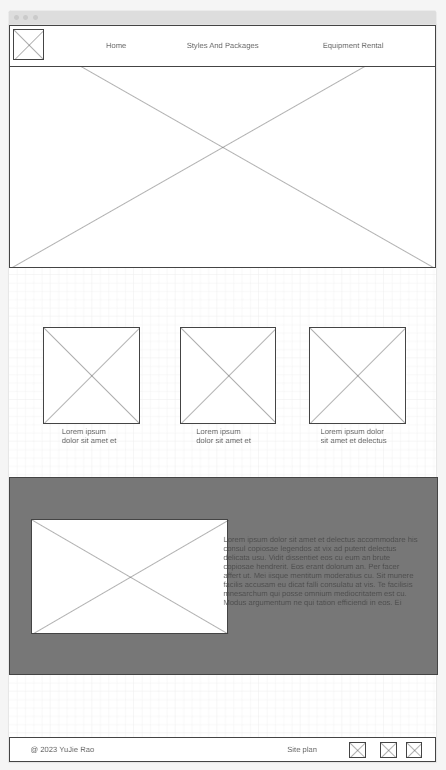 Home
Styles And Packages
Equipment Rental
Lorem ipsum
dolor sit amet et
Lorem ipsum
dolor sit amet et
Lorem ipsum dolor
sit amet et delectus
Lorem ipsum dolor sit amet et delectus accommodare his
consul copiosae legendos at vix ad putent delectus
delicata usu. Vidit dissentiet eos cu eum an brute
copiosae hendrerit. Eos erant dolorum an. Per facer
affert ut. Mei iisque mentitum moderatius cu. Sit munere
facilis accusam eu dicat falli consulatu at vis. Te facilisis
mnesarchum qui posse omnium mediocritatem est cu.
Modus argumentum ne qui tation efficiendi in eos. Ei
@ 2023 YuJie Rao
Site plan